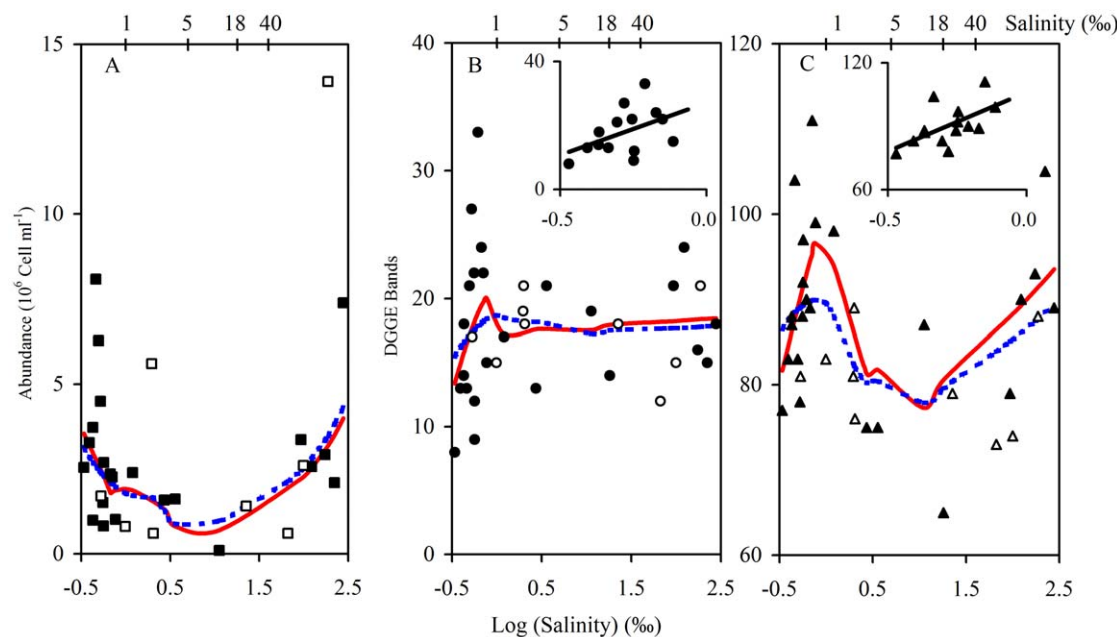 1 5 18 40 1 5 18 40 1 5 18 40 Salinity (‰)
15 A 40 B 40 120 C 120
0 60
-0.5 0.0 -0.5 0.0
10 30 100
Abundance (10⁶ Cell ml⁻¹)
DGGE Bands
20
5 80
10
0 0 60
-0.5 0.5 1.5 2.5 -0.5 0.5 1.5 2.5 -0.5 0.5 1.5 2.5
Log (Salinity) (‰)